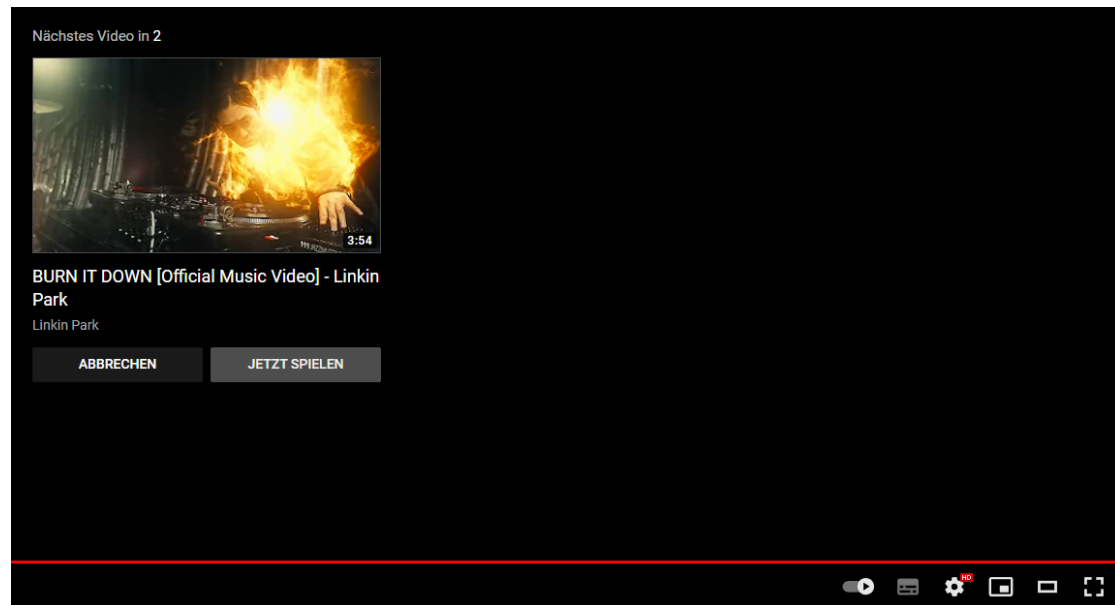 Nächstes Video in 2
3:54
BURN IT DOWN [Official Music Video] - Linkin
Park
Linkin Park
ABBRECHEN
JETZT SPIELEN
HD